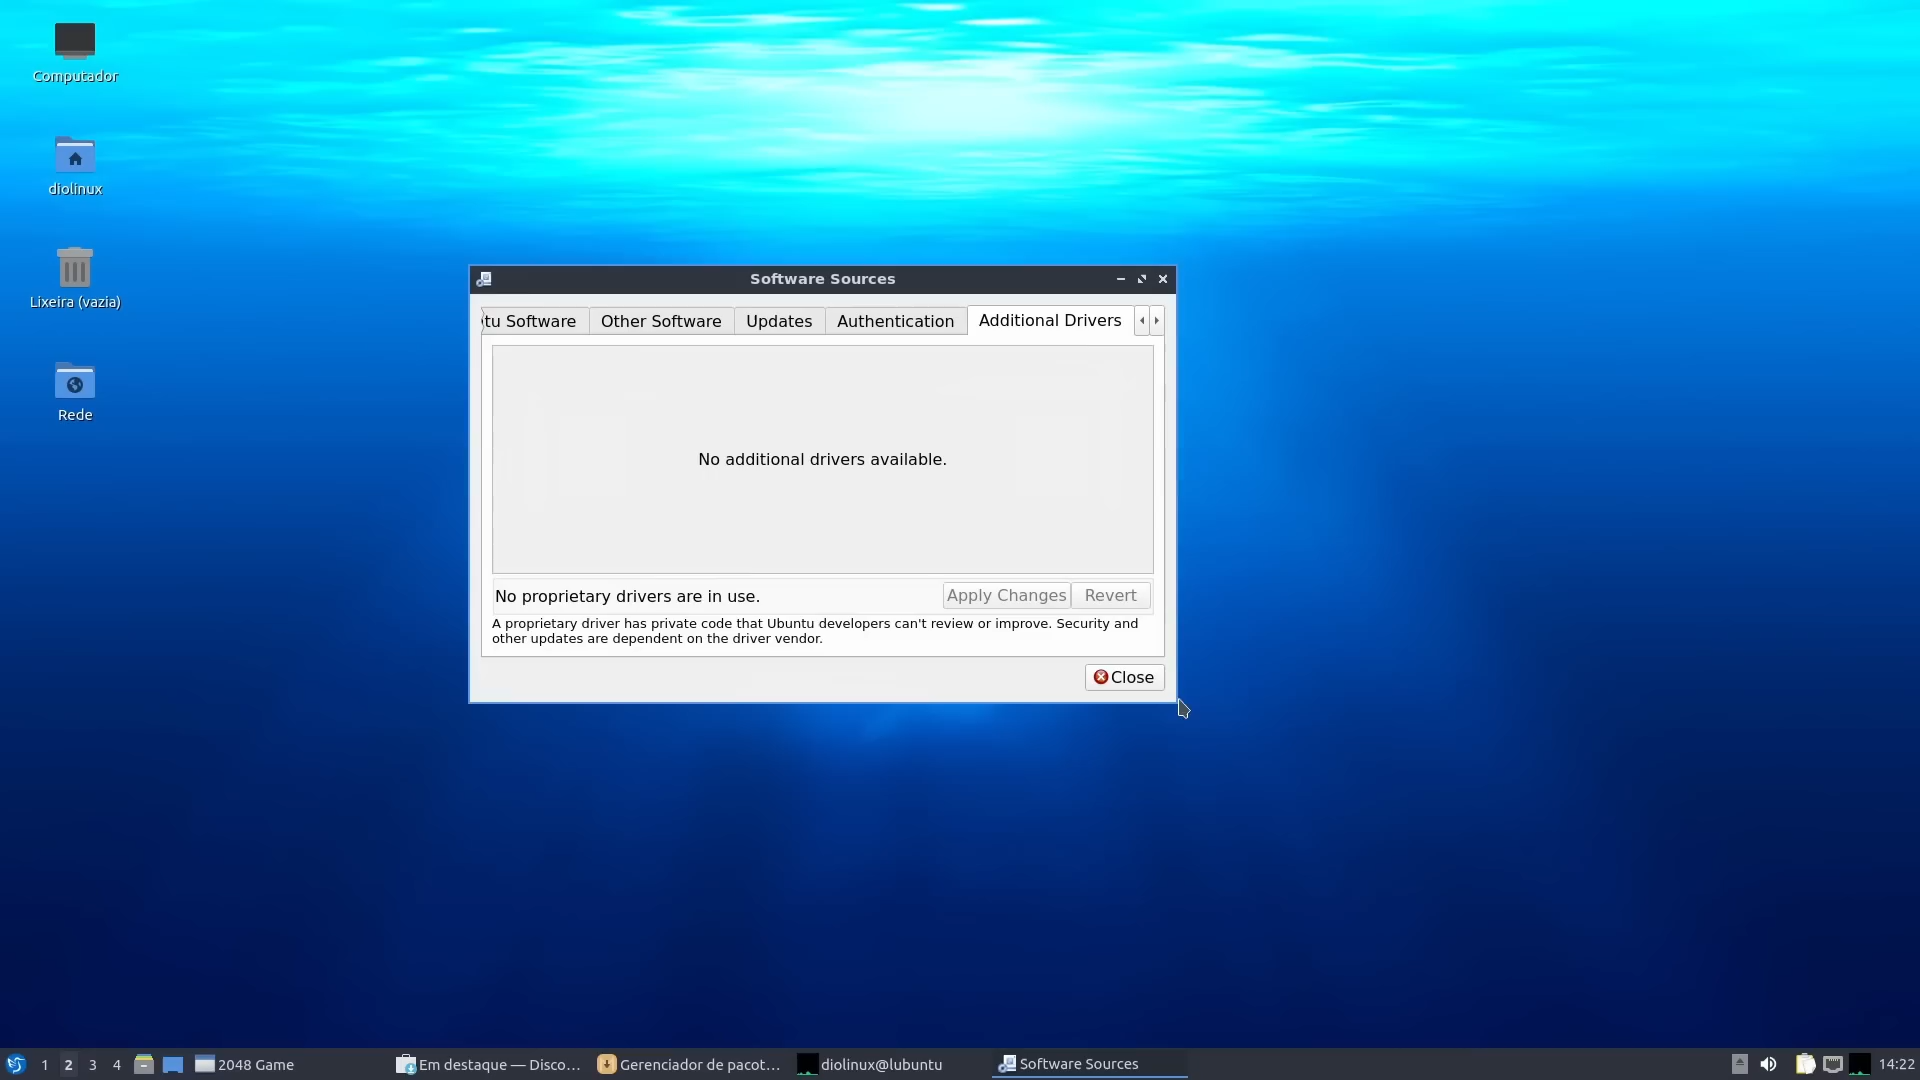 Computador
diolinux
Lixeira (vazia)
Rede
Software Sources
tu Software
Other Software
Updates
Authentication
Additional Drivers
No additional drivers available.
No proprietary drivers are in use.
Apply Changes
Revert
A proprietary driver has private code that Ubuntu developers can't review or improve. Security and
other updates are dependent on the driver vendor.
Close
1 2 3 4
2048 Game
Em destaque — Disco...
Gerenciador de pacot...
diolinux@lubuntu
Software Sources
14:22